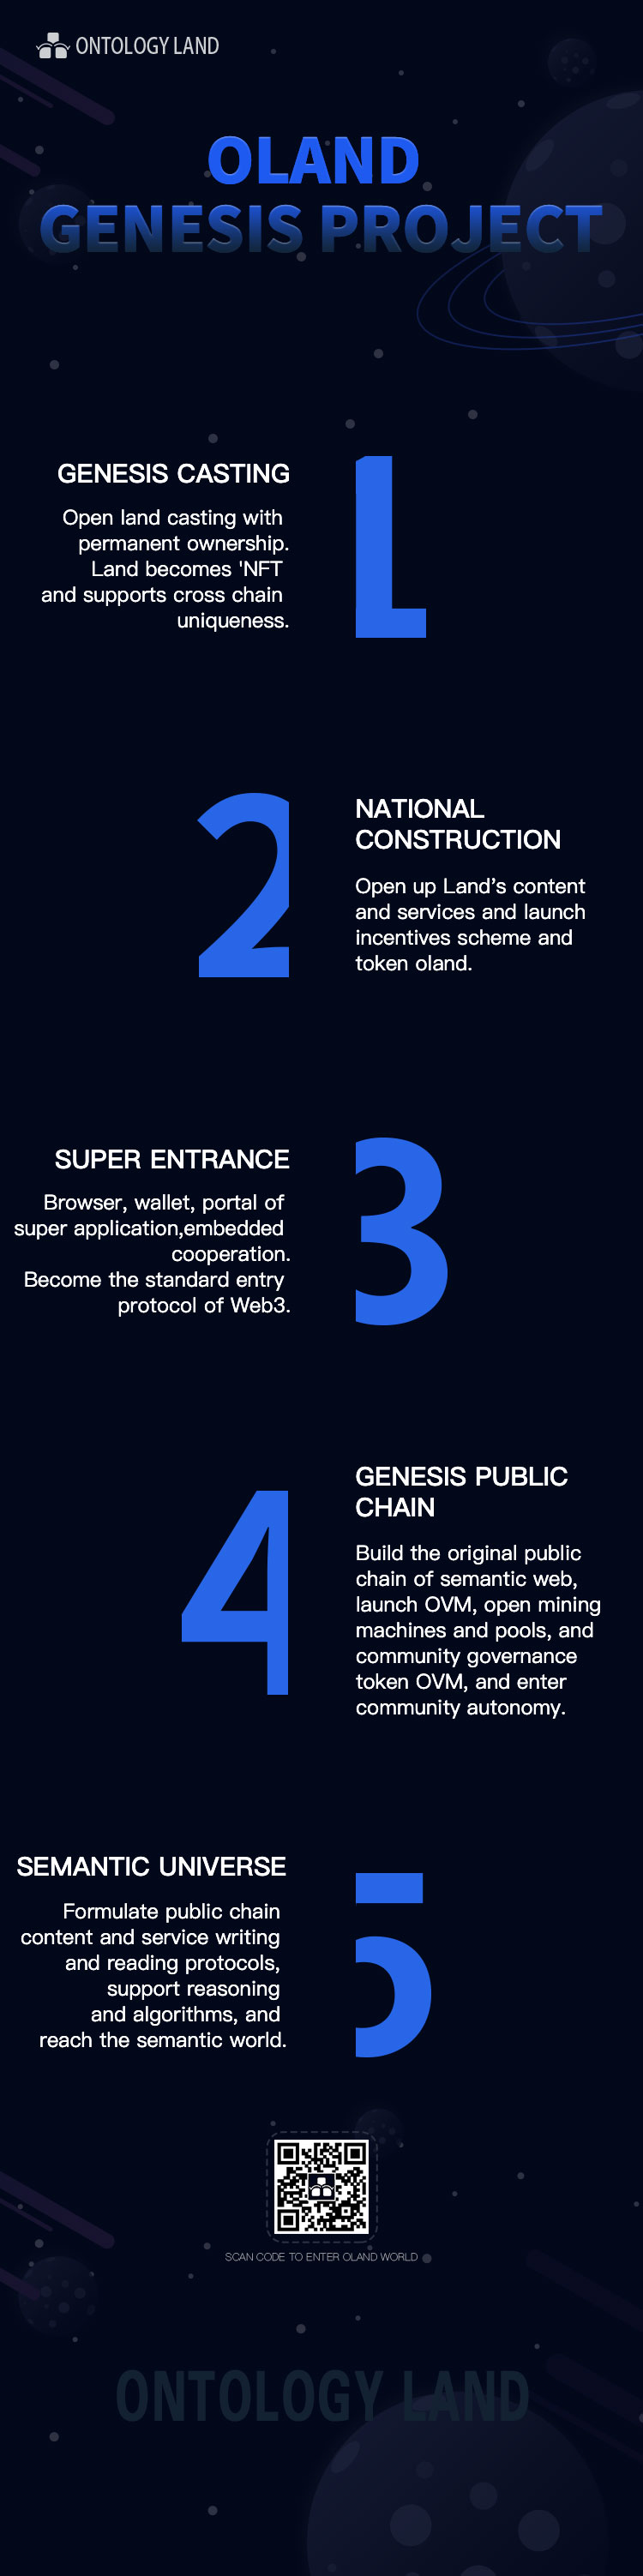 ONTOLOGY LAND
OLAND
GENESIS PROJECT
GENESIS CASTING
Open land casting with
permanent ownership.
Land becomes 'NFT
and supports cross chain
uniqueness.
1
2
NATIONAL
CONSTRUCTION
Open up Land’s content
and services and launch
incentives scheme and
token oland.
SUPER ENTRANCE
Browser, wallet, portal of
super application,embedded
cooperation.
Become the standard entry
protocol of Web3.
3
4
GENESIS PUBLIC
CHAIN
Build the original public
chain of semantic web,
launch OVM, open mining
machines and pools, and
community governance
token OVM, and enter
community autonomy.
SEMANTIC UNIVERSE
Formulate public chain
content and service writing
and reading protocols,
support reasoning
and algorithms, and
reach the semantic world.
5
SCAN CODE TO ENTER OLAND WORLD
ONTOLOGY LAND